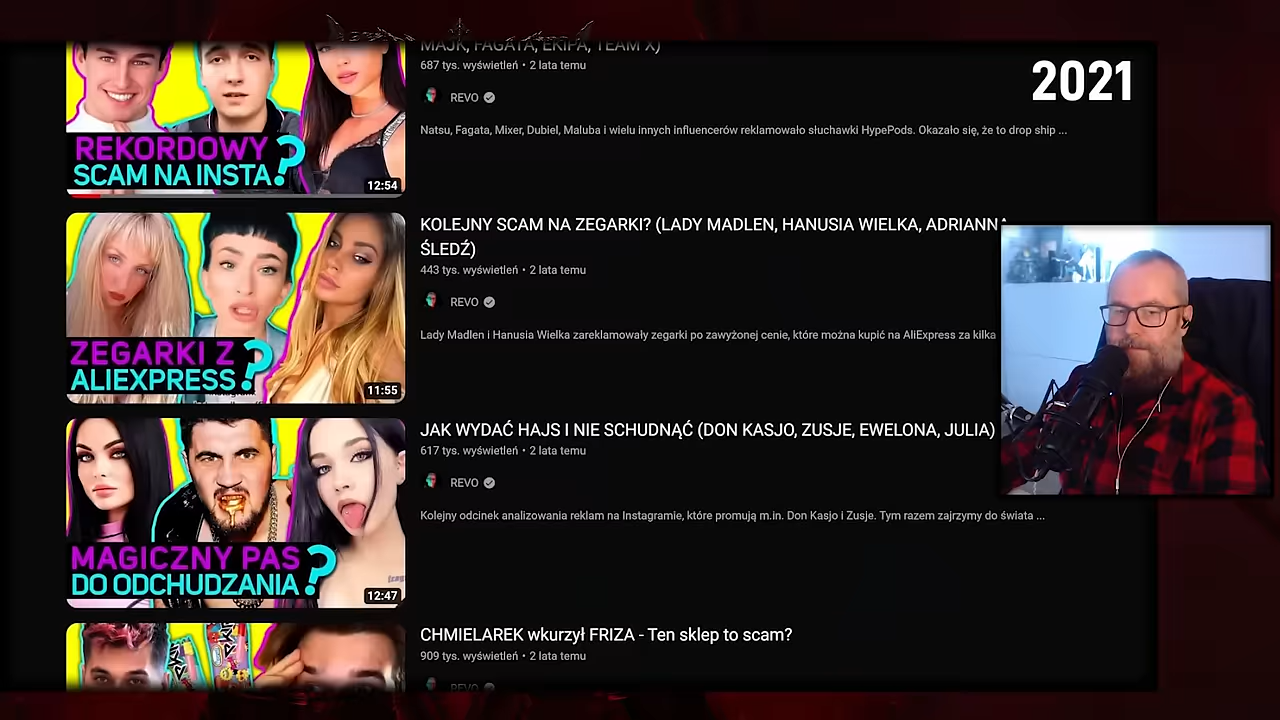 MAJK, FAGATA, EKIPA, TEAM X)
687 tys. wyświetleń • 2 lata temu
2021
REVO
Natsu, Fagata, Mixer, Dubiel, Maluba i wielu innych influencerów reklamowało słuchawki HypePods. Okazało się, że to drop ship ...
REKORDOWY
SCAM NA INSTA?
12:54
KOLEJNY SCAM NA ZEGARKI? (LADY MADLEN, HANUSIA WIELKA, ADRIANNA
ŚLEDŹ)
443 tys. wyświetleń • 2 lata temu
REVO
Lady Madlen i Hanusia Wielka zareklamowały zegarki po zawyżonej cenie, które można kupić na AliExpress za kilka
ZEGARKI Z
ALIEXPRESS?
11:55
JAK WYDAĆ HAJS I NIE SCHUDNĄĆ (DON KASJO, ZUSJE, EWELONA, JULIA)
617 tys. wyświetleń • 2 lata temu
REVO
Kolejny odcinek analizowania reklam na Instagramie, które promują m.in. Don Kasjo i Zusje. Tym razem zajrzymy do świata ...
MAGICZNY PAS
DO ODCHUDZANIA?
12:47
CHMIELAREK wkurzył FRIZA - Ten sklep to scam?
909 tys. wyświetleń • 2 lata temu
REVO